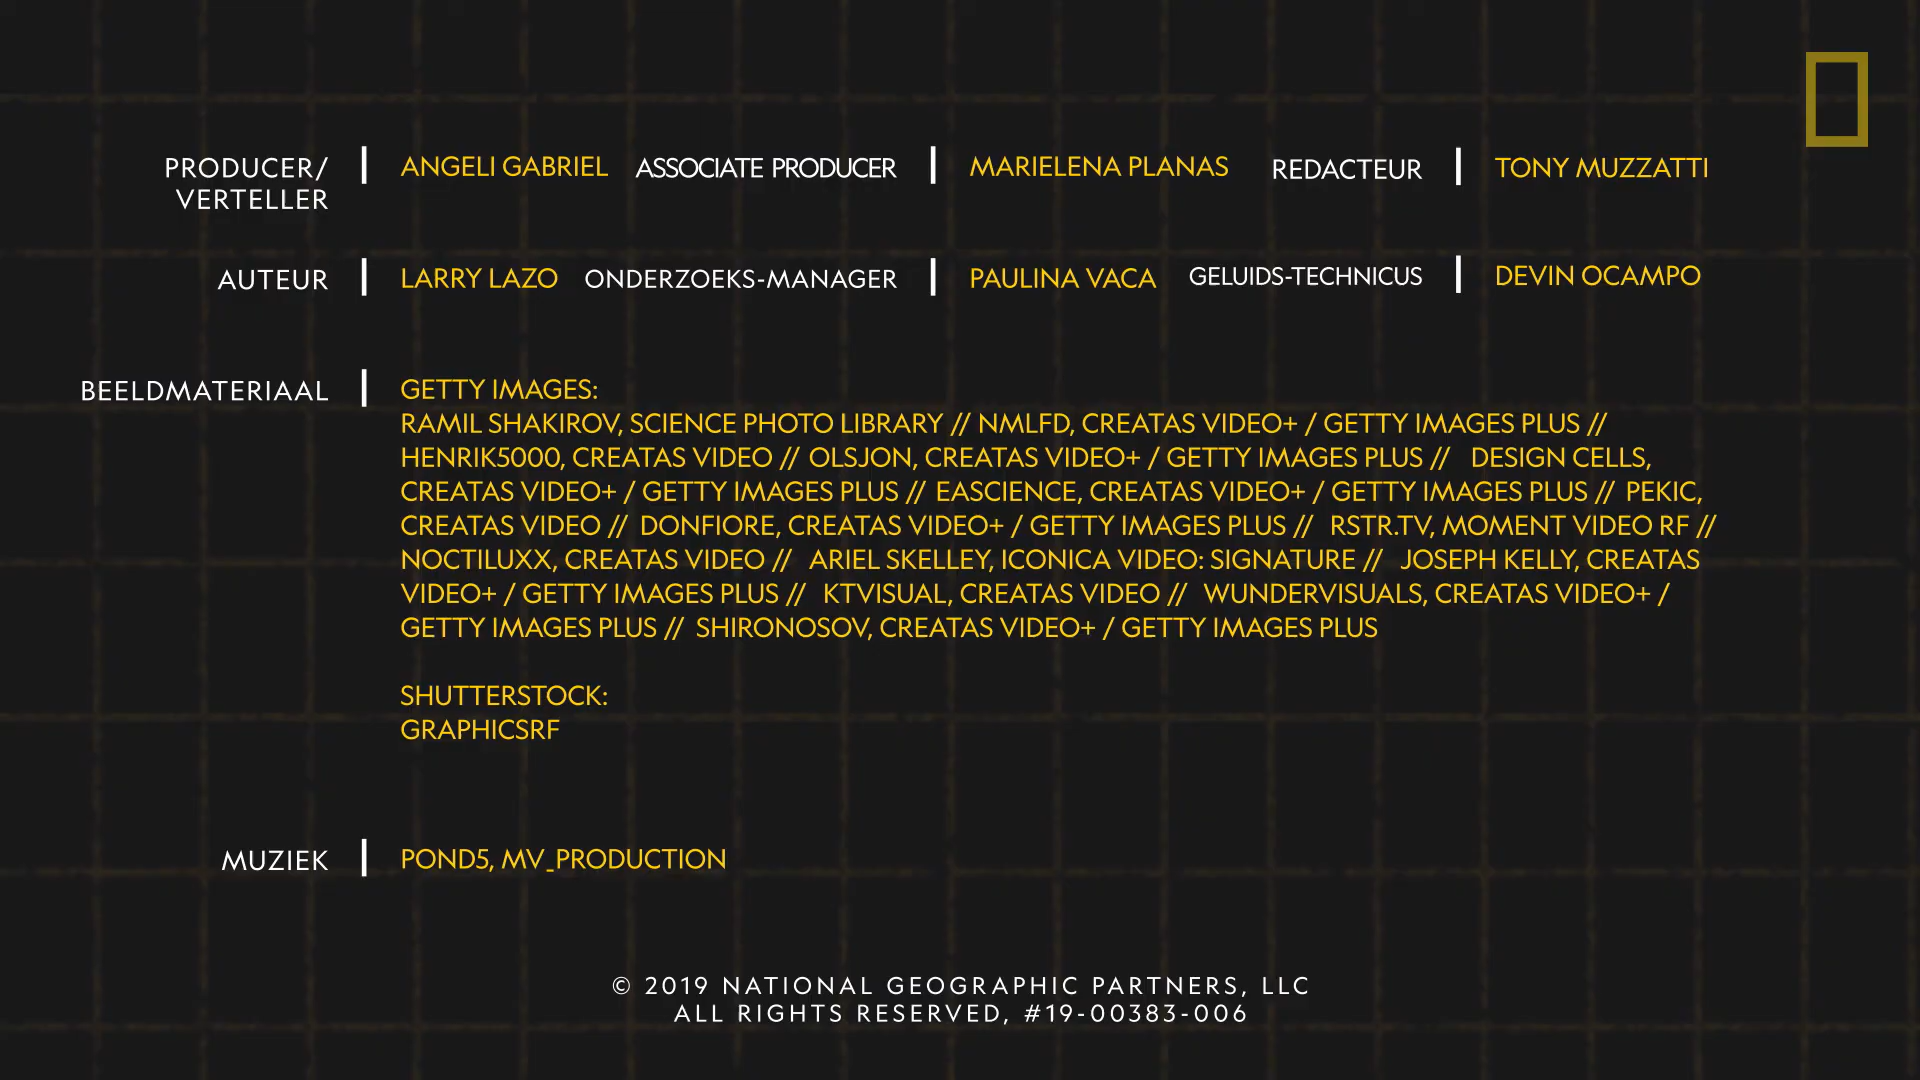 PRODUCER/ | ANGELI GABRIEL ASSOCIATE PRODUCER | MARIELENA PLANAS REDACTEUR | TONY MUZZATTI
VERTELLER
AUTEUR | LARRY LAZO ONDERZOEKS-MANAGER | PAULINA VACA GELUIDS-TECHNICUS | DEVIN OCAMPO
BEELDMATERIAAL | GETTY IMAGES:
RAMIL SHAKIROV, SCIENCE PHOTO LIBRARY // NMLFD, CREATAS VIDEO+ / GETTY IMAGES PLUS //
HENRIK5000, CREATAS VIDEO // OLSJON, CREATAS VIDEO+ / GETTY IMAGES PLUS // DESIGN CELLS,
CREATAS VIDEO+ / GETTY IMAGES PLUS // EASCIENCE, CREATAS VIDEO+ / GETTY IMAGES PLUS // PEKIC,
CREATAS VIDEO // DONFIORE, CREATAS VIDEO+ / GETTY IMAGES PLUS // RSTR.TV, MOMENT VIDEO RF //
NOCTILUXX, CREATAS VIDEO // ARIEL SKELLEY, ICONICA VIDEO: SIGNATURE // JOSEPH KELLY, CREATAS
VIDEO+ / GETTY IMAGES PLUS // KTVISUAL, CREATAS VIDEO // WUNDERVISUALS, CREATAS VIDEO+ /
GETTY IMAGES PLUS // SHIRONOSOV, CREATAS VIDEO+ / GETTY IMAGES PLUS
SHUTTERSTOCK:
GRAPHICSRF
MUZIEK | POND5, MV_PRODUCTION
© 2019 NATIONAL GEOGRAPHIC PARTNERS, LLC
ALL RIGHTS RESERVED, #19-00383-006